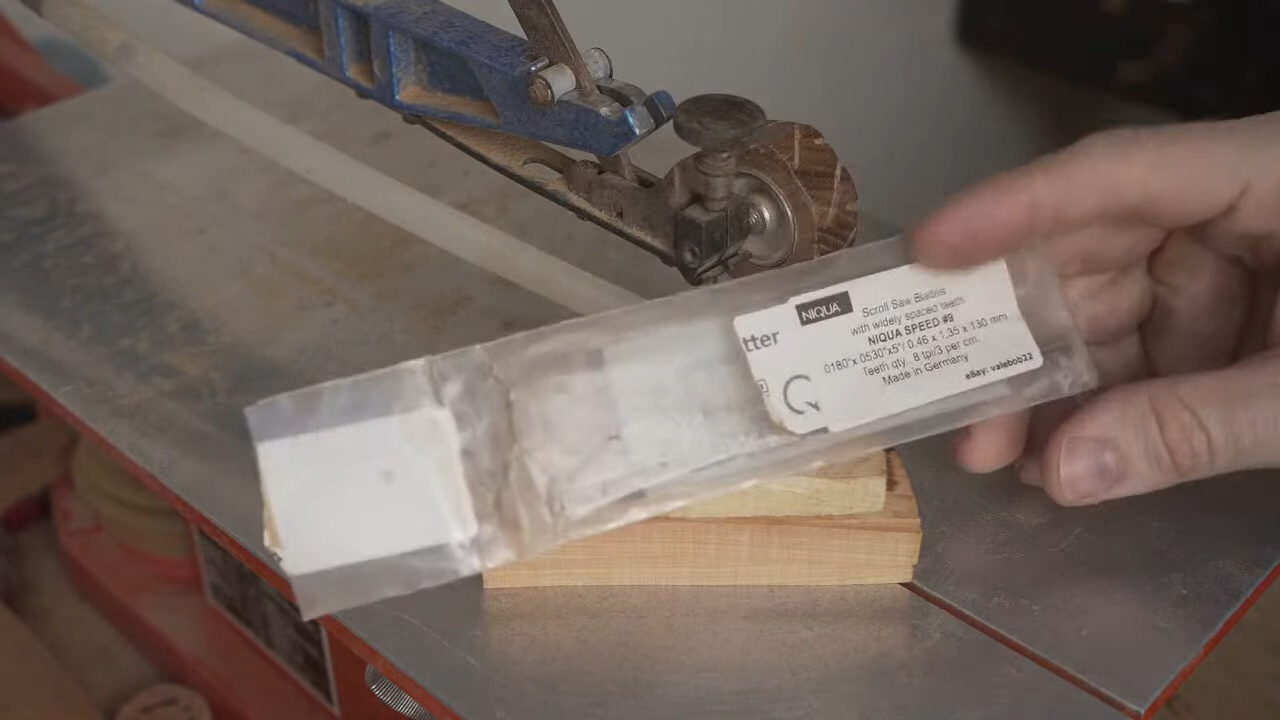 NIQUA
Scroll Saw Blades
with widely spaced teeth
NIQUA SPEED #9
.0180"x .0530"x5"/ 0,46 x 1,35 x 130 mm
Teeth qty. 8 tpi/3 per cm.
Made in Germany
eBay: valebob22
tter